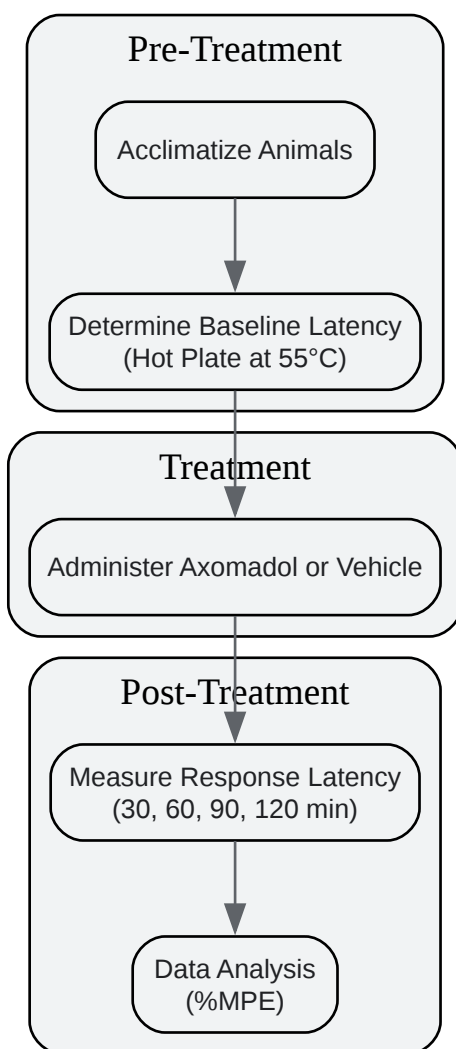 Pre-Treatment
Acclimatize Animals
Determine Baseline Latency
(Hot Plate at 55°C)
Treatment
Administer Axomadol or Vehicle
Post-Treatment
Measure Response Latency
(30, 60, 90, 120 min)
Data Analysis
(%MPE)